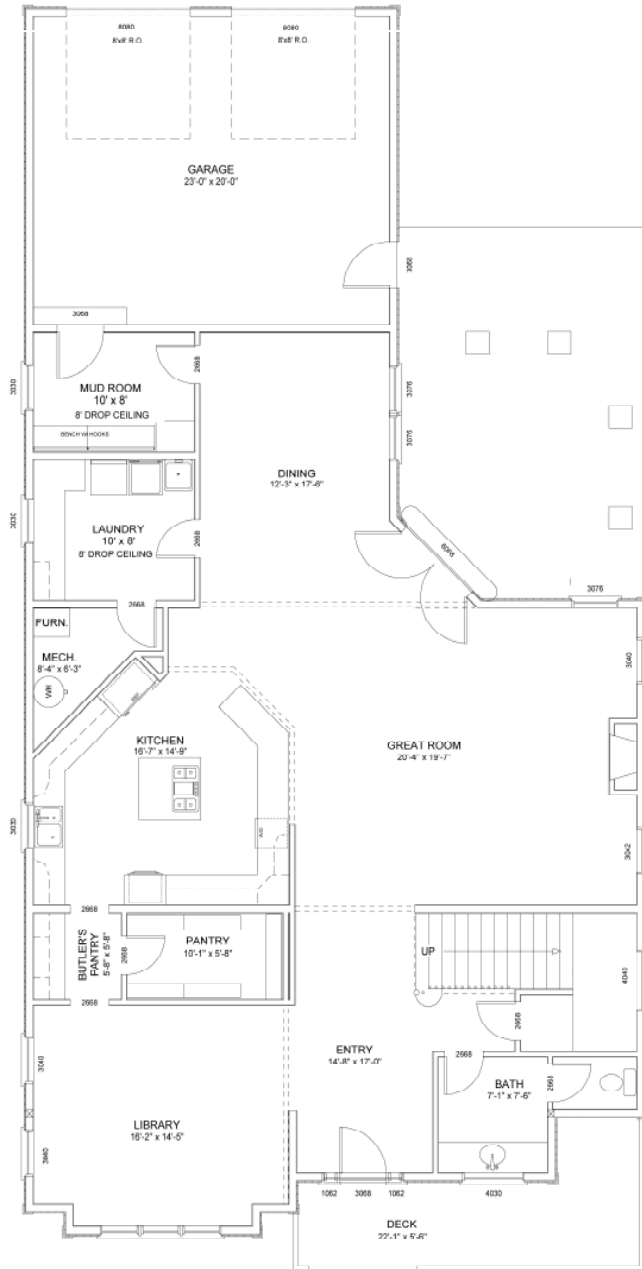 8080
8'x8' R.O.
8080
8'x8' R.O.
GARAGE
23'-0" x 20'-0"
3068
3068
2668
3030
MUD ROOM
10' x 8'
8' DROP CEILING
BENCH W/HOOKS
3076
3076
DINING
12'-3" x 17'-6"
3030
LAUNDRY
10' x 8'
8' DROP CEILING
2668
6068
2668
3076
FURN.
MECH.
8'-4" x 6'-3"
WH
3040
KITCHEN
16'-7" x 14'-9"
GREAT ROOM
20'-4" x 19'-7"
3030
3042
2668
BUTLER'S
PANTRY
5'-8" x 5'-8"
2668
PANTRY
10'-1" x 5'-8"
UP
4040
2668
2668
ENTRY
14'-8" x 17'-0"
2668
3040
BATH
7'-1" x 7'-6"
2668
LIBRARY
16'-2" x 14'-5"
3040
1062
3068
1062
4030
DECK
22'-1" x 5'-6"